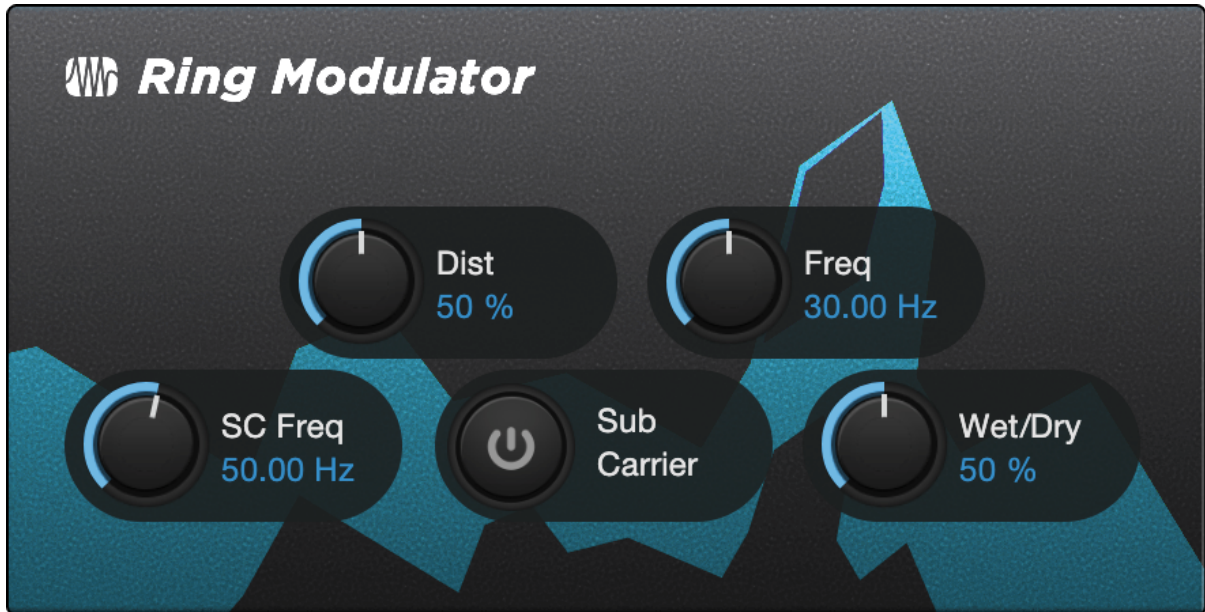 Ring Modulator
Dist
50 %
Freq
30.00 Hz
SC Freq
50.00 Hz
Sub
Carrier
Wet/Dry
50 %